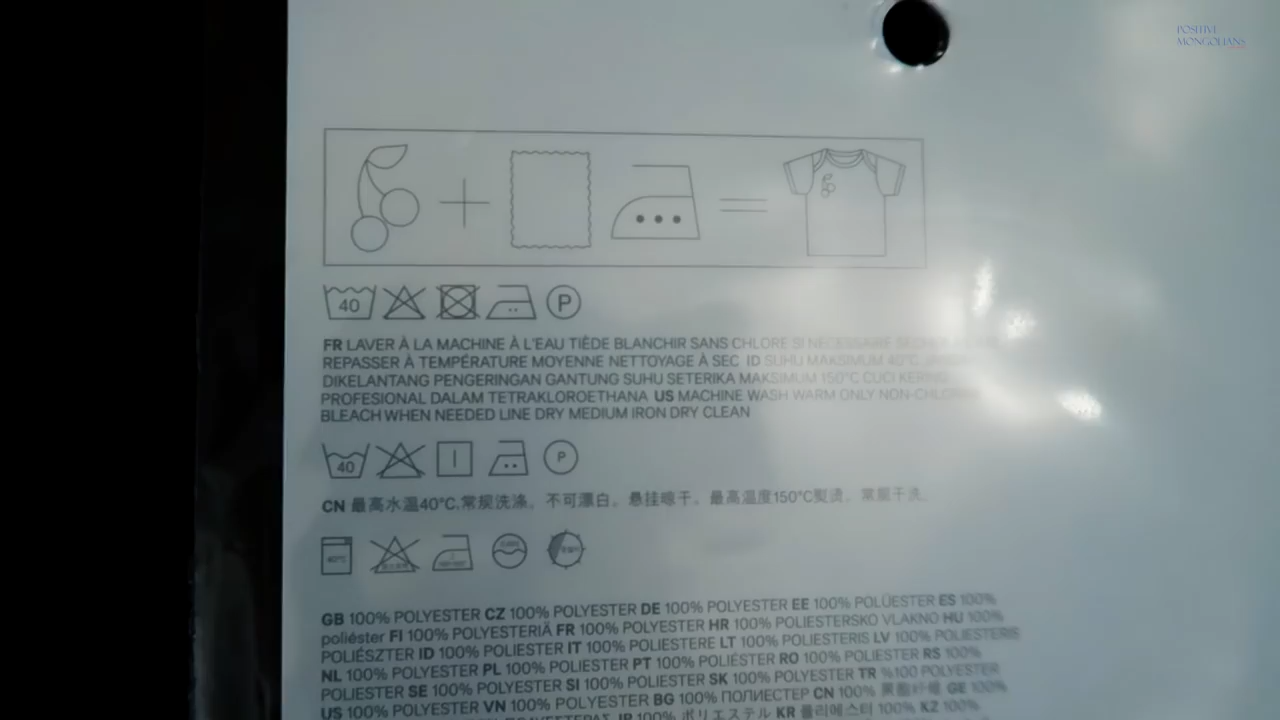 POSITIVE
MONGOLIANS
40 P
FR LAVER À LA MACHINE À L'EAU TIÈDE BLANCHIR SANS CHLORE SI NECESSAIRE
REPASSER À TEMPÉRATURE MOYENNE NETTOYAGE À SEC ID SUHU MAKSIMUM 40°C
DIKELANTANG PENGERINGAN GANTUNG SUHU SETERIKA MAKSIMUM 150°C CUCI KERING
PROFESIONAL DALAM TETRAKLOROETHANA US MACHINE WASH WARM ONLY NON-CHLORINE
BLEACH WHEN NEEDED LINE DRY MEDIUM IRON DRY CLEAN
40 P
CN 最高水温40°C,常规洗涤。不可漂白。悬挂晾干。最高温度150°C熨烫。常规干洗。
40°C
GB 100% POLYESTER CZ 100% POLYESTER DE 100% POLYESTER EE 100% POLÜESTER ES 100%
poliéster FI 100% POLYESTERIÄ FR 100% POLYESTER HR 100% POLIESTERSKO VLAKNO HU 100%
POLIÉSZTER ID 100% POLIESTER IT 100% POLIESTERE LT 100% POLIESTERIS LV 100% POLIESTERIS
NL 100% POLYESTER PL 100% POLIESTER PT 100% POLIÉSTER RO 100% POLIESTER RS 100%
POLIESTER SE 100% POLYESTER SI 100% POLIESTER SK 100% POLYESTER TR %100 POLYESTER
US 100% POLYESTER VN 100% POLYESTER BG 100% ПОЛИЕСТЕР CN 100% 聚酯纤维 GE 100%
JP 100% ポリエステル KR 폴리에스터 100% KZ 100%